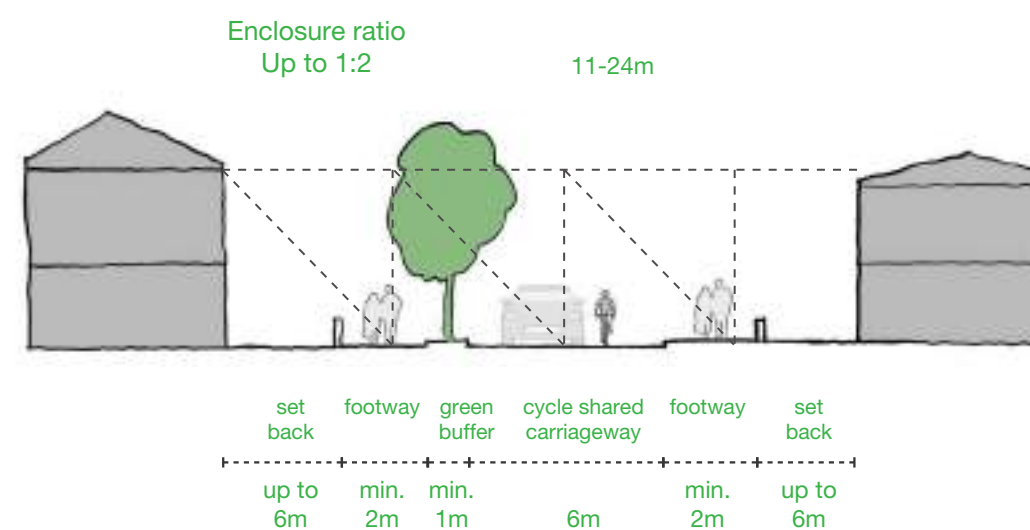 Enclosure ratio
Up to 1:2
11-24m
set back
footway
green buffer
cycle shared carriageway
footway
set back
up to 6m
min. 2m
min. 1m
6m
min. 2m
up to 6m